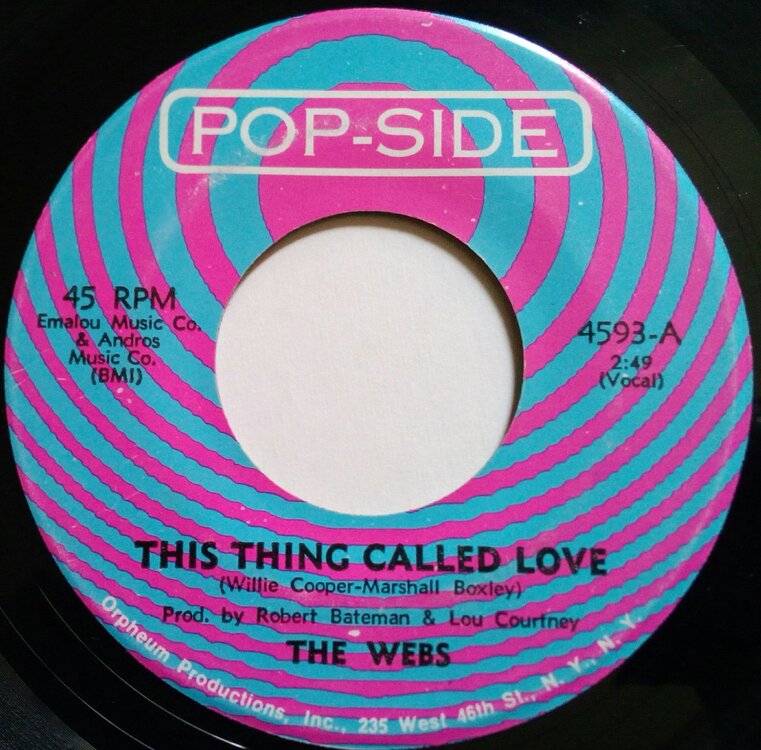 POP-SIDE
45 RPM
Emalou Music Co.
& Andros
Music Co.
(BMI)
4593-A
2:49
(Vocal)
THIS THING CALLED LOVE
(Willie Cooper-Marshall Boxley)
Prod. by Robert Bateman & Lou Courtney
THE WEBS
Orpheum Productions, Inc., 235 West 46th St., N. Y., N. Y.